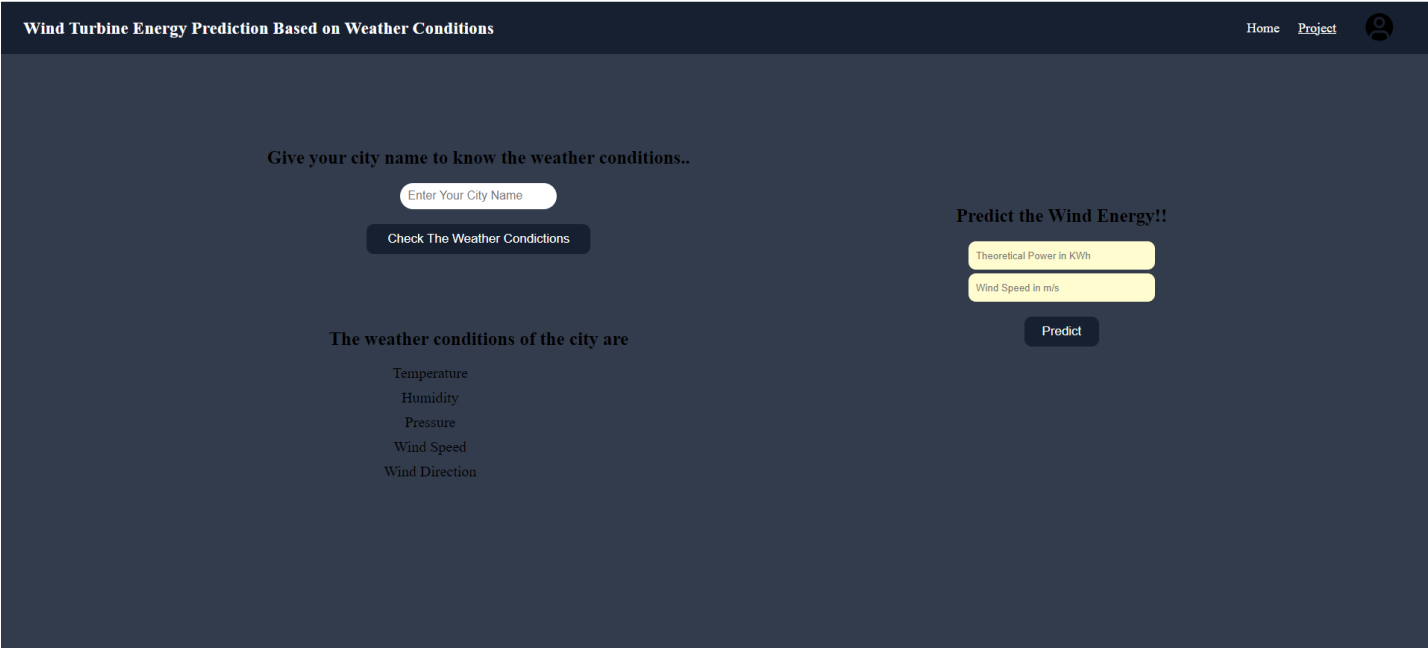 Wind Turbine Energy Prediction Based on Weather Conditions
Home Project
Give your city name to know the weather conditions..
Enter Your City Name
Check The Weather Condictions
The weather conditions of the city are
Temperature
Humidity
Pressure
Wind Speed
Wind Direction
Predict the Wind Energy!!
Theoretical Power in KWh
Wind Speed in m/s
Predict